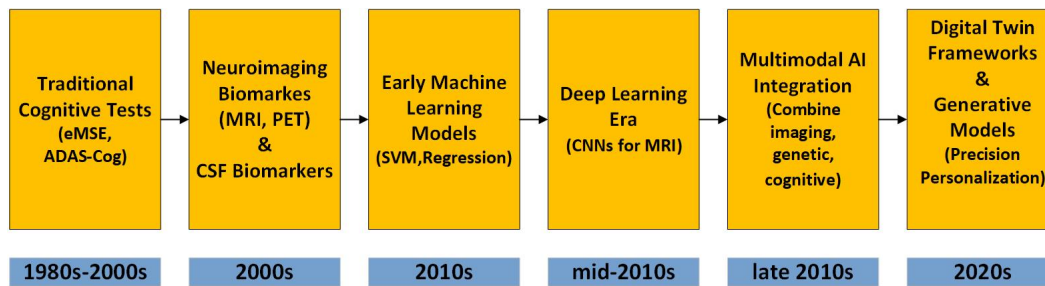 Traditional
Cognitive Tests
(eMSE,
ADAS-Cog)
Neuroimaging
Biomarkes
(MRI, PET)
&
CSF Biomarkers
Early Machine
Learning
Models
(SVM,Regression)
Deep Learning
Era
(CNNs for MRI)
Multimodal AI
Integration
(Combine
imaging,
genetic,
cognitive)
Digital Twin
Frameworks
&
Generative
Models
(Precision
Personalization)
1980s-2000s
2000s
2010s
mid-2010s
late 2010s
2020s